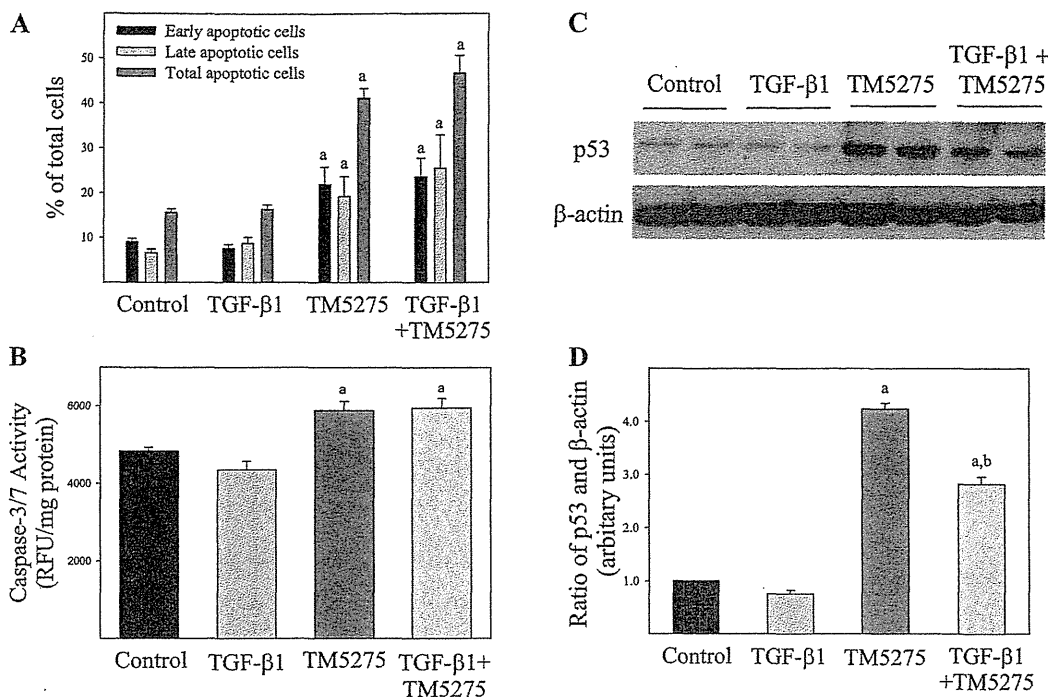 A
Early apoptotic cells
Late apoptotic cells
Total apoptotic cells
% of total cells
50
40
30
20
10
a
a
a
a
a
a
Control
TGF-β1
TM5275
TGF-β1
+TM5275
B
Caspase-3/7 Activity
(RFU/mg protein)
6000
4000
2000
a
a
Control
TGF-β1
TM5275
TGF-β1+
TM5275
C
Control
TGF-β1
TM5275
TGF-β1 +
TM5275
p53
β-actin
D
Ratio of p53 and β-actin
(arbitary units)
4.0
3.0
2.0
1.0
a
a,b
Control
TGF-β1
TM5275
TGF-β1
+TM5275